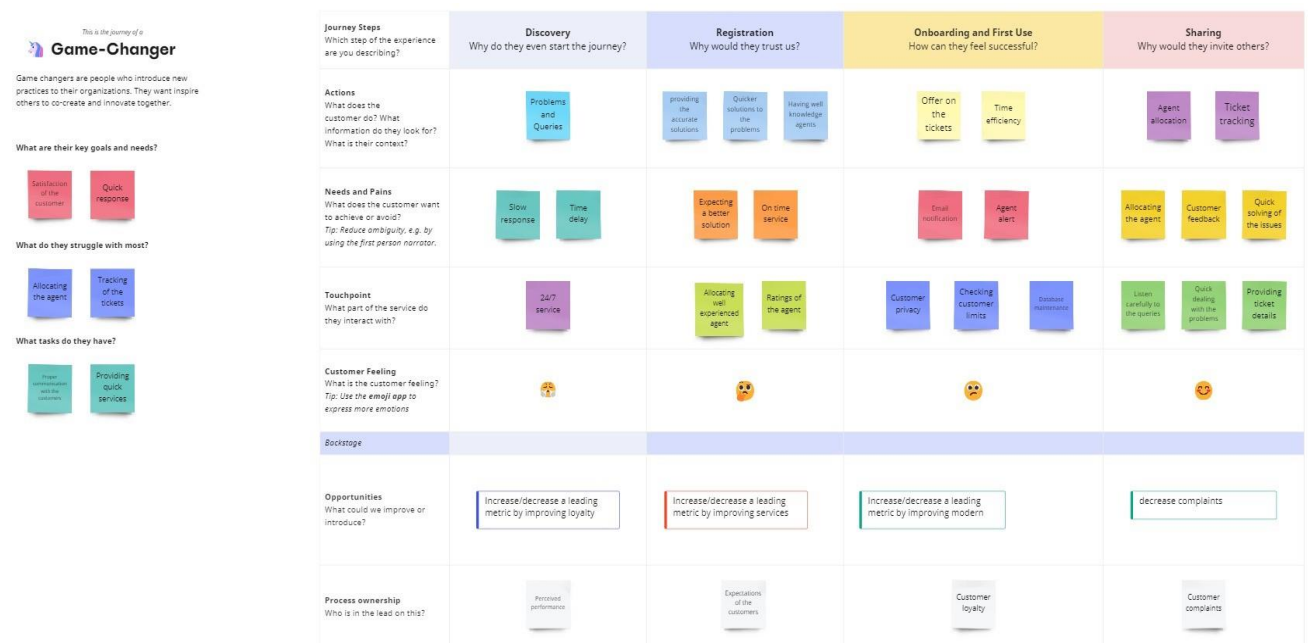 This is the journey of a
Game-Changer
Game changers are people who introduce new
practices to their organizations. They want inspire
others to co-create and innovate together.
What are their key goals and needs?
Satisfaction
of the
customer
Quick
response
What do they struggle with most?
Allocating
the agent
Tracking
of the
tickets
What tasks do they have?
Proper
communication
with the
customers
Providing
quick
services
Journey Steps
Which step of the experience
are you describing?
Discovery
Why do they even start the journey?
Registration
Why would they trust us?
Onboarding and First Use
How can they feel successful?
Sharing
Why would they invite others?
Actions
What does the
customer do? What
information do they look for?
What is their context?
Problems
and
Queries
providing
the
accurate
solutions
Quicker
solutions to
the
problems
Having well
knowledge
agents
Offer on
the
tickets
Time
efficiency
Agent
allocation
Ticket
tracking
Needs and Pains
What does the customer want
to achieve or avoid?
Tip: Reduce ambiguity, e.g. by
using the first person narrator.
Slow
response
Time
delay
Expecting
a better
solution
On time
service
Email
notification
Agent
alert
Allocating
the agent
Customer
feedback
Quick
solving of
the issues
Touchpoint
What part of the service do
they interact with?
24/7
service
Allocating
well
experienced
agent
Ratings of
the agent
Customer
privacy
Checking
customer
limits
Database
maintenance
Listen
carefully to
the queries
Quick
dealing
with the
problems
Providing
ticket
details
Customer Feeling
What is the customer feeling?
Tip: Use the emoji app to
express more emotions
Backstage
Opportunities
What could we improve or
introduce?
Increase/decrease a leading
metric by improving loyalty
Increase/decrease a leading
metric by improving services
Increase/decrease a leading
metric by improving modern
decrease complaints
Process ownership
Who is in the lead on this?
Perceived
performance
Expectations
of the
customers
Customer
loyalty
Customer
complaints